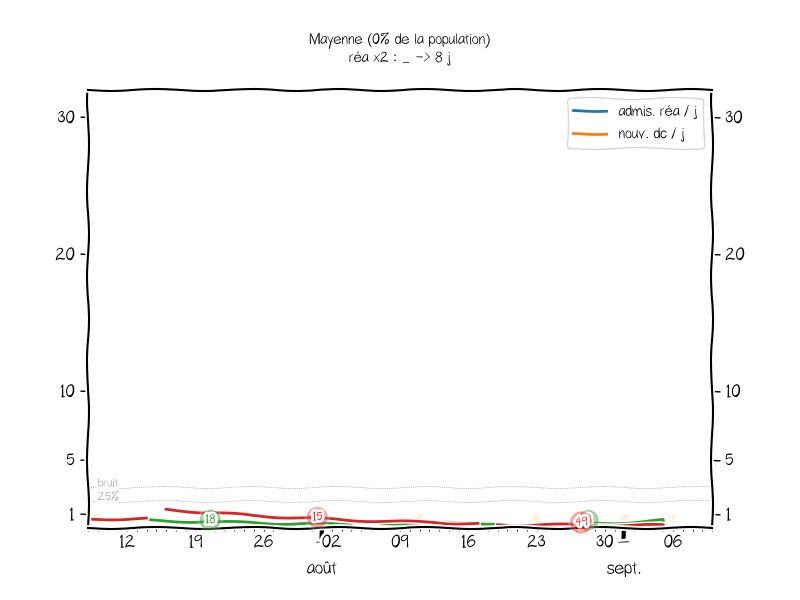 Mayenne (0% de la population)
réa x2 : _ -> 8 j
admis. réa / j
nouv. dc / j
30
30
20
20
10
10
5
5
bruit
25%
1
1
18
15
49
12 19 26 02 09 16 23 30 06
août sept.